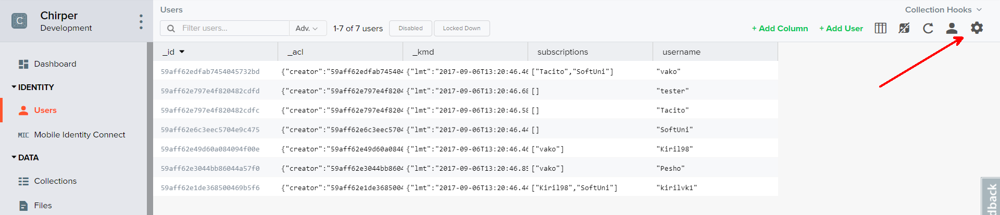 C
Chirper
Development
Dashboard
IDENTITY
Users
MIC Mobile Identity Connect
DATA
Collections
Files
Users
Collection Hooks
Filter users...
Adv.
1-7 of 7 users
Disabled
Locked Down
+ Add Column
+ Add User
_id _acl _kmd subscriptions username
59aff62edfab7454045732bd {"creator":"59aff62edfab745404 {"lmt":"2017-09-06T13:20:46.46 ["Tacito","SoftUni"] "vako"
59aff62e797e4f820482cdfd {"creator":"59aff62e797e4f8204 {"lmt":"2017-09-06T13:20:46.68 [] "tester"
59aff62e797e4f820482cdfc {"creator":"59aff62e797e4f8204 {"lmt":"2017-09-06T13:20:46.58 [] "Tacito"
59aff62e6c3eec5704e9c475 {"creator":"59aff62e6c3eec5704 {"lmt":"2017-09-06T13:20:46.44 [] "SoftUni"
59aff62e49d60a084094f00e {"creator":"59aff62e49d60a0840 {"lmt":"2017-09-06T13:20:46.46 ["vako"] "Kiril98"
59aff62e3044bb86044a57f0 {"creator":"59aff62e3044bb8604 {"lmt":"2017-09-06T13:20:46.85 ["vako"] "Pesho"
59aff62e1de368500469b5f6 {"creator":"59aff62e1de3685004 {"lmt":"2017-09-06T13:20:46.44 ["Kiril98","SoftUni"] "kirilvk1"
dback